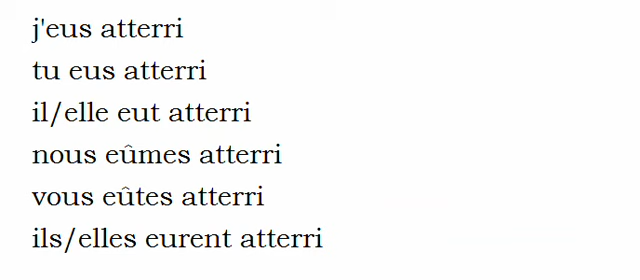 j'eus atterri
tu eus atterri
il/elle eut atterri
nous eûmes atterri
vous eûtes atterri
ils/elles eurent atterri